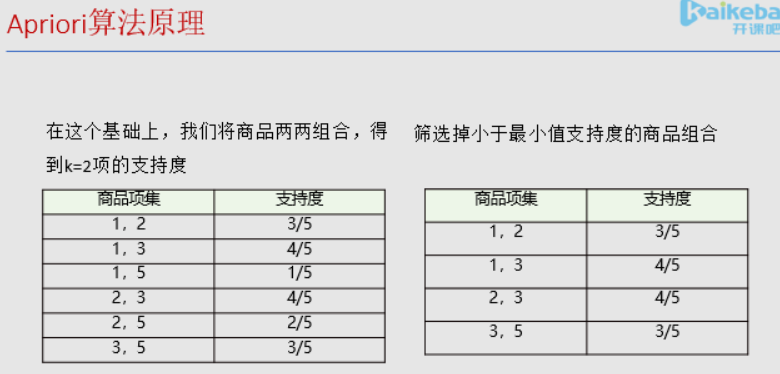 Apriori算法原理
Kaikeba
开课吧
在这个基础上，我们将商品两两组合，得
到k=2项的支持度
商品项集 支持度
1，2 3/5
1，3 4/5
1，5 1/5
2，3 4/5
2，5 2/5
3，5 3/5
筛选掉小于最小值支持度的商品组合
商品项集 支持度
1，2 3/5
1，3 4/5
2，3 4/5
3，5 3/5